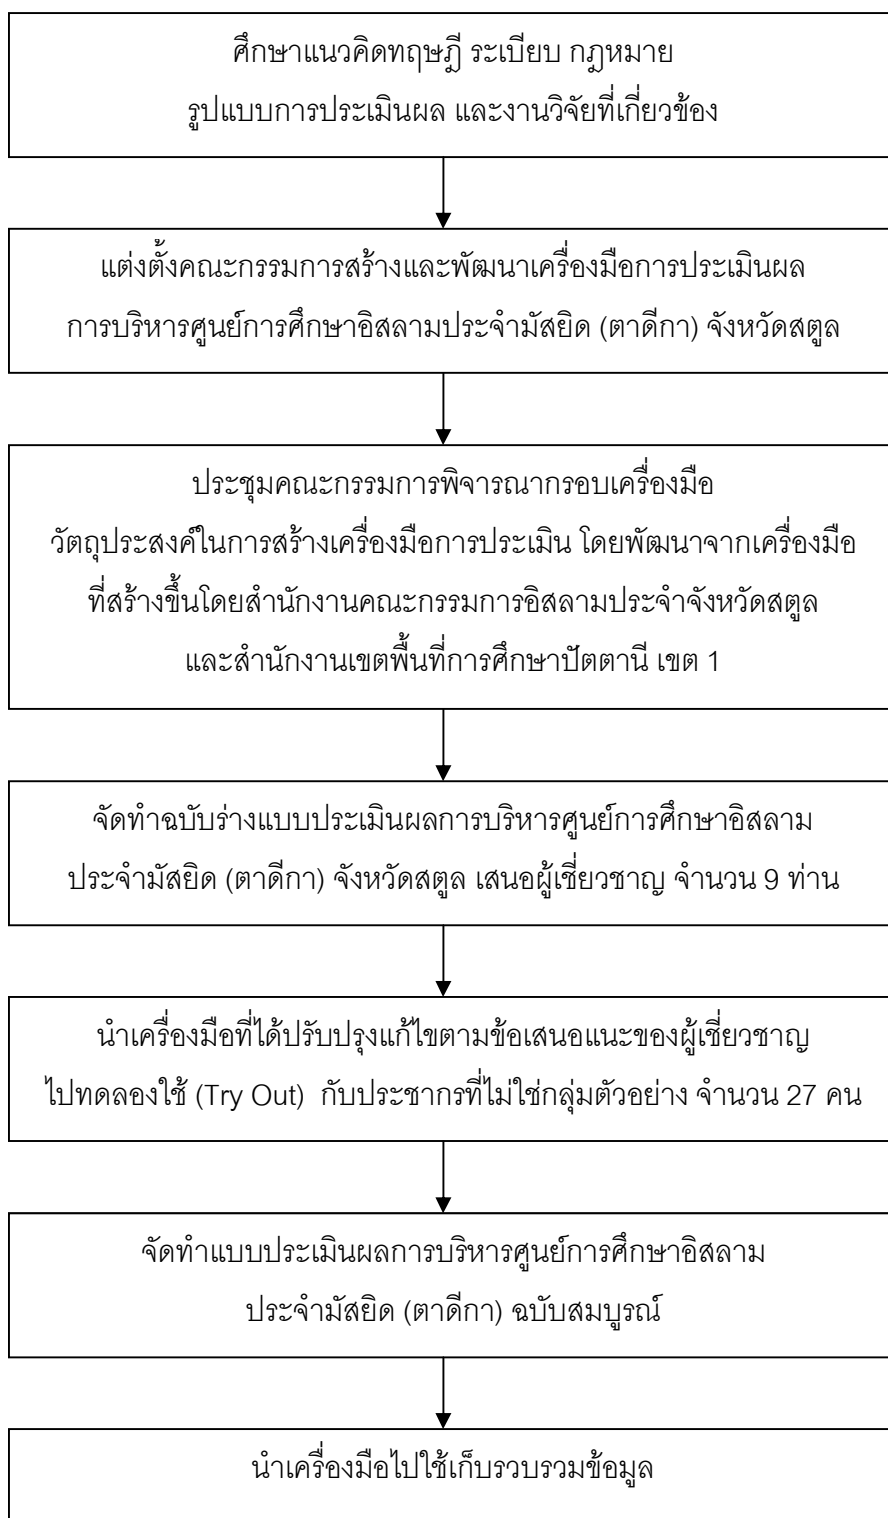 ศึกษาแนวคิดทฤษฎี ระเบียบ กฎหมาย
รูปแบบการประเมินผล และงานวิจัยที่เกี่ยวข้อง
แต่งตั้งคณะกรรมการสร้างและพัฒนาเครื่องมือการประเมินผล
การบริหารศูนย์การศึกษาอิสลามประจำมัสยิด (ตาดีกา) จังหวัดสตูล
ประชุมคณะกรรมการพิจารณากรอบเครื่องมือ
วัตถุประสงค์ในการสร้างเครื่องมือการประเมิน โดยพัฒนาจากเครื่องมือ
ที่สร้างขึ้นโดยสำนักงานคณะกรรมการอิสลามประจำจังหวัดสตูล
และสำนักงานเขตพื้นที่การศึกษาปัตตานี เขต 1
จัดทำฉบับร่างแบบประเมินผลการบริหารศูนย์การศึกษาอิสลาม
ประจำมัสยิด (ตาดีกา) จังหวัดสตูล เสนอผู้เชี่ยวชาญ จำนวน 9 ท่าน
นำเครื่องมือที่ได้ปรับปรุงแก้ไขตามข้อเสนอแนะของผู้เชี่ยวชาญ
ไปทดลองใช้ (Try Out) กับประชากรที่ไม่ใช่กลุ่มตัวอย่าง จำนวน 27 คน
จัดทำแบบประเมินผลการบริหารศูนย์การศึกษาอิสลาม
ประจำมัสยิด (ตาดีกา) ฉบับสมบูรณ์
นำเครื่องมือไปใช้เก็บรวบรวมข้อมูล